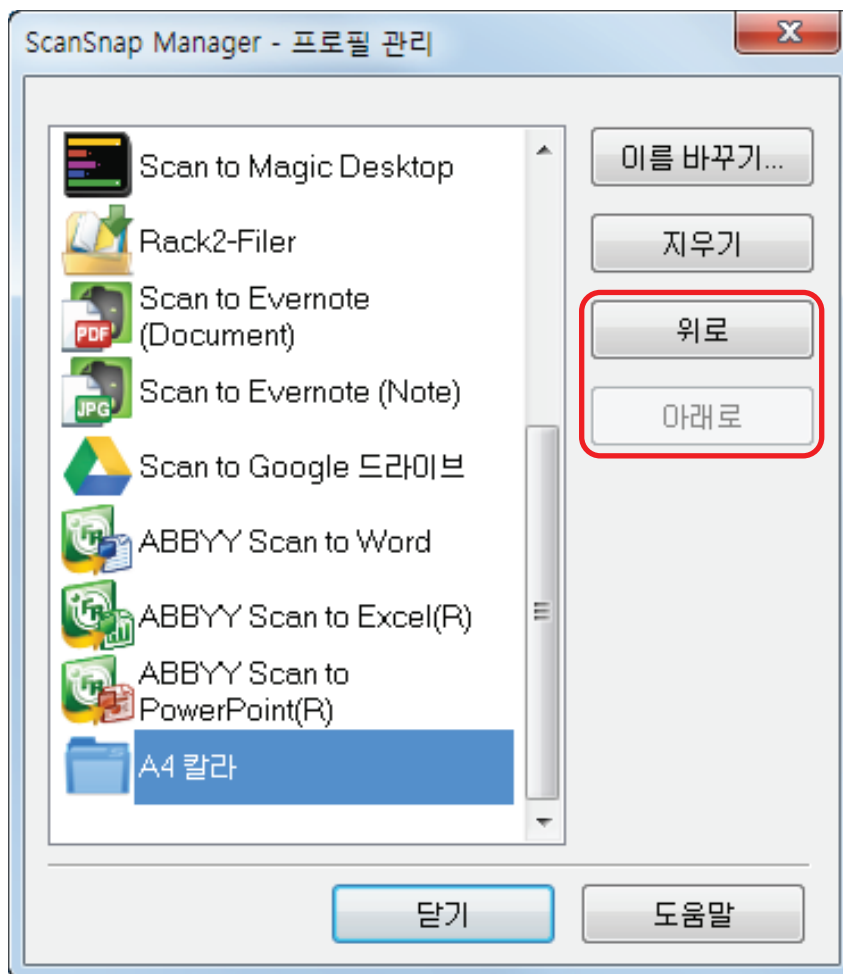 ScanSnap Manager - 프로필 관리
Scan to Magic Desktop
Rack2-Filer
Scan to Evernote
(Document)
PDF
Scan to Evernote (Note)
JPG
Scan to Google 드라이브
ABBYY Scan to Word
ABBYY Scan to Excel(R)
ABBYY Scan to
PowerPoint(R)
A4 칼라
이름 바꾸기...
지우기
위로
아래로
닫기
도움말